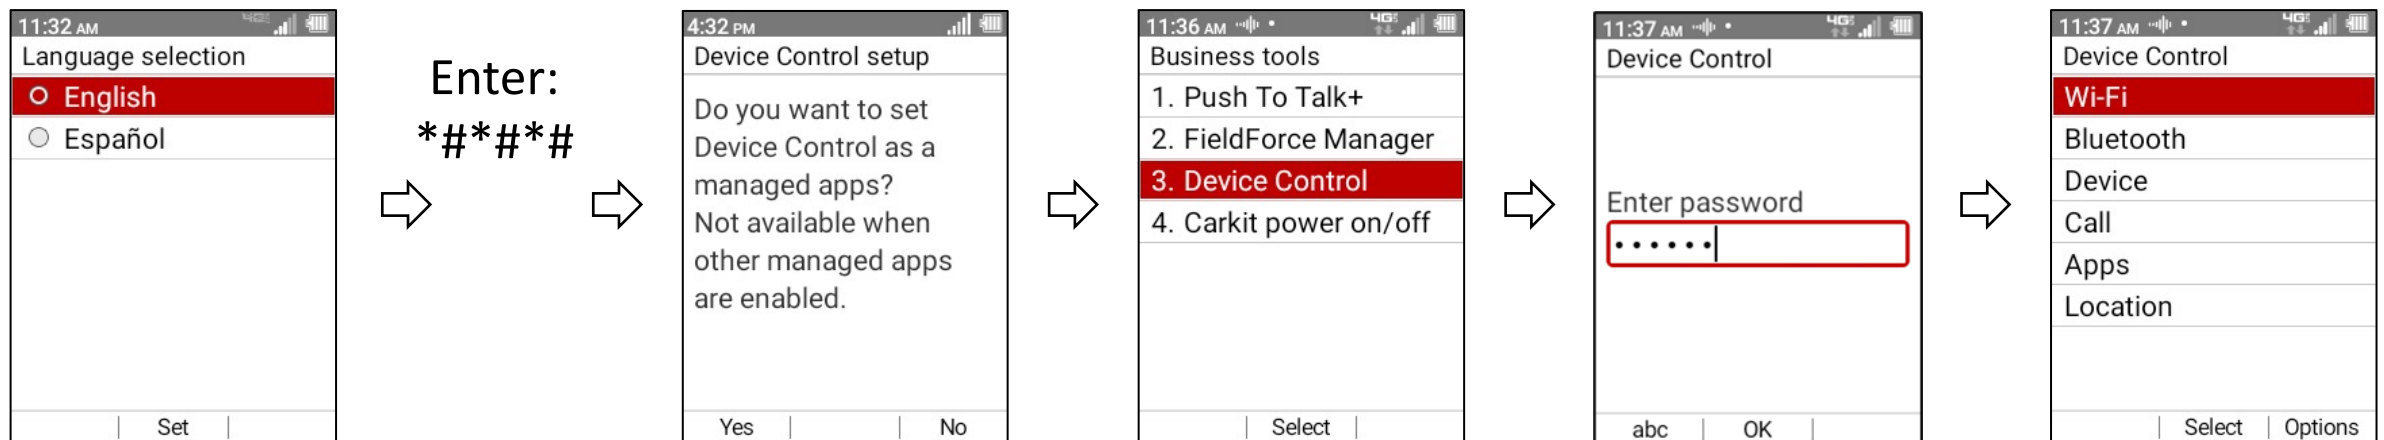 11:32 AM 4G
Language selection
English
Español
Set
Enter:
*#*#*#
4:32 PM
Device Control setup
Do you want to set
Device Control as a
managed apps?
Not available when
other managed apps
are enabled.
Yes No
11:36 AM 4G
Business tools
1. Push To Talk+
2. FieldForce Manager
3. Device Control
4. Carkit power on/off
Select
11:37 AM 4G
Device Control
Enter password
abc OK
11:37 AM 4G
Device Control
Wi-Fi
Bluetooth
Device
Call
Apps
Location
Select Options